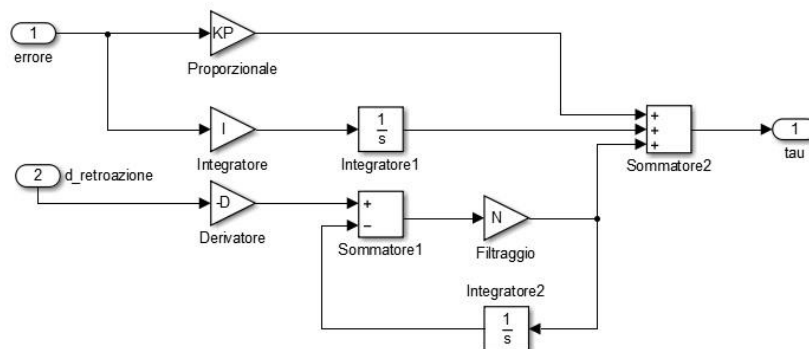 1
errore
KP
Proporzionale
I
Integratore
1
s
Integratore1
+
+
+
Sommatore2
1
tau
2
d_retroazione
-D
Derivatore
+
−
Sommatore1
N
Filtraggio
Integratore2
1
s